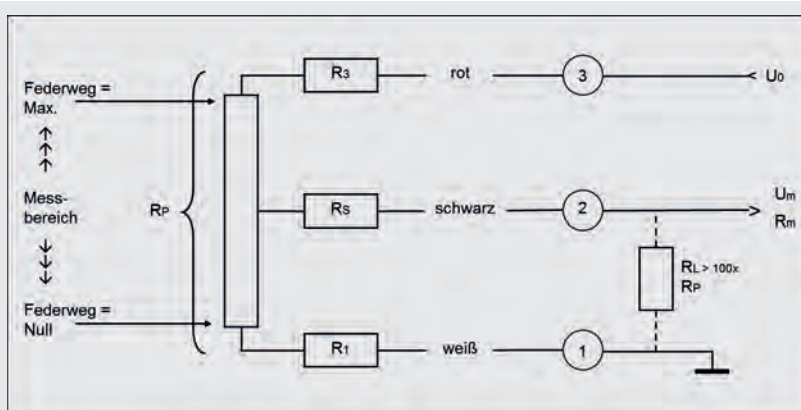 R3
rot
3
U0
Federweg =
Max.
Mess-
bereich
RP
RS
schwarz
2
Um
Rm
RL > 100x
RP
Federweg =
Null
R1
weiß
1